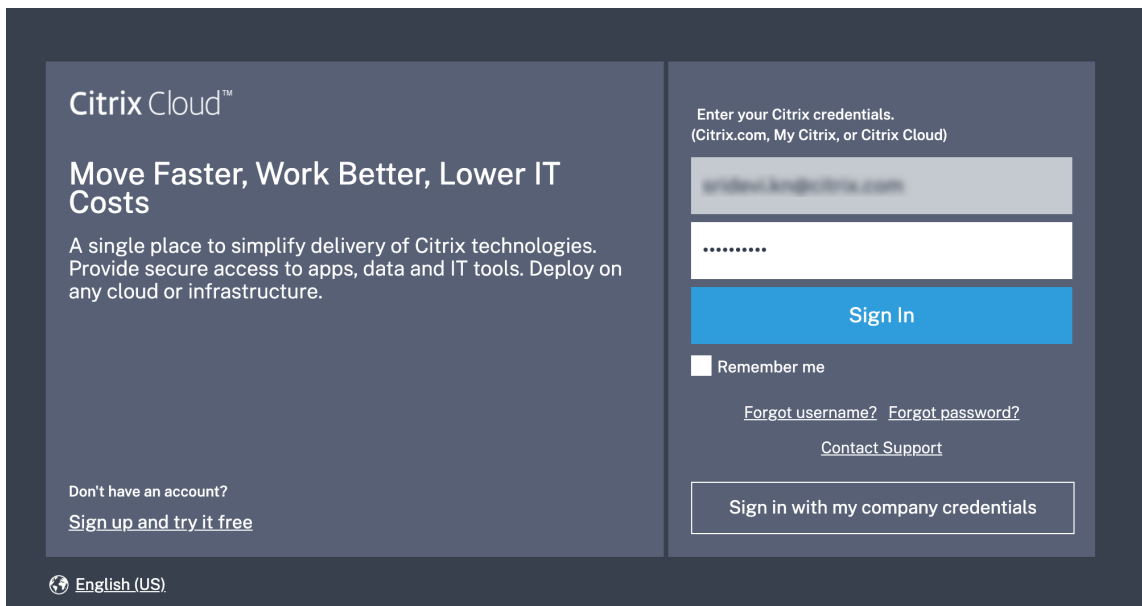 Citrix Cloud™
Move Faster, Work Better, Lower IT
Costs
A single place to simplify delivery of Citrix technologies.
Provide secure access to apps, data and IT tools. Deploy on
any cloud or infrastructure.
Don't have an account?
Sign up and try it free
Enter your Citrix credentials.
(Citrix.com, My Citrix, or Citrix Cloud)
••••••••••
Sign In
Remember me
Forgot username? Forgot password?
Contact Support
Sign in with my company credentials
English (US)